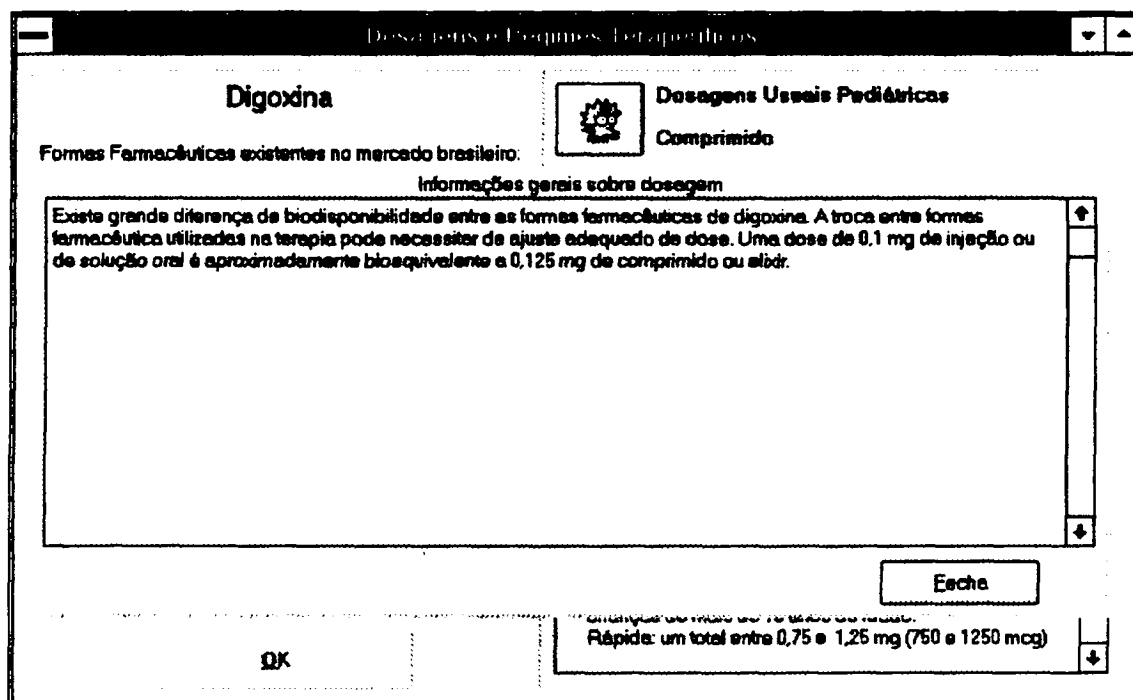 Dosagens e Regimes Terapêuticos
Digoxina
Dosagens Usuais Pediátricas
Comprimido
Formas Farmacêuticas existentes no mercado brasileiro:
Informações gerais sobre dosagem
Existe grande diferença de biodisponibilidade entre as formas farmacêuticas de digoxina. A troca entre formas
farmacêutica utilizadas na terapia pode necessitar de ajuste adequado de dose. Uma dose de 0,1 mg de injeção ou
de solução oral é aproximadamente bioequivalente a 0,125 mg de comprimido ou elixir.
Fecha
Rápida: um total entre 0,75 e 1,25 mg (750 e 1250 mcg)
OK